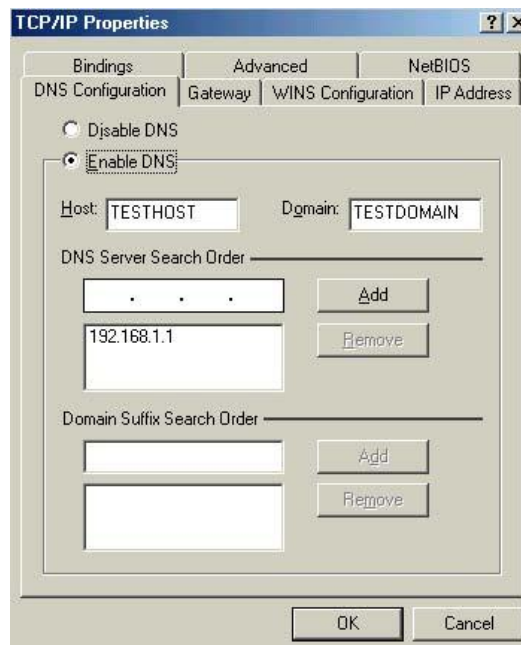 TCP/IP Properties
Bindings Advanced NetBIOS
DNS Configuration Gateway WINS Configuration IP Address
Disable DNS
Enable DNS
Host: TESTHOST Domain: TESTDOMAIN
DNS Server Search Order
. . . Add
192.168.1.1 Remove
Domain Suffix Search Order
Add
Remove
OK Cancel